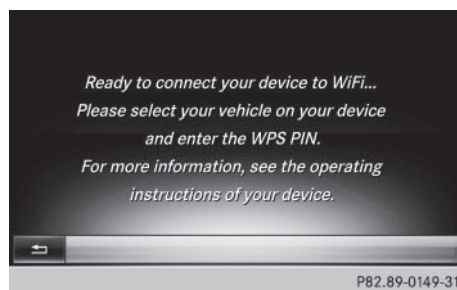 Ready to connect your device to WiFi...
Please select your vehicle on your device
and enter the WPS PIN.
For more information, see the operating
instructions of your device.
P82.89-0149-31